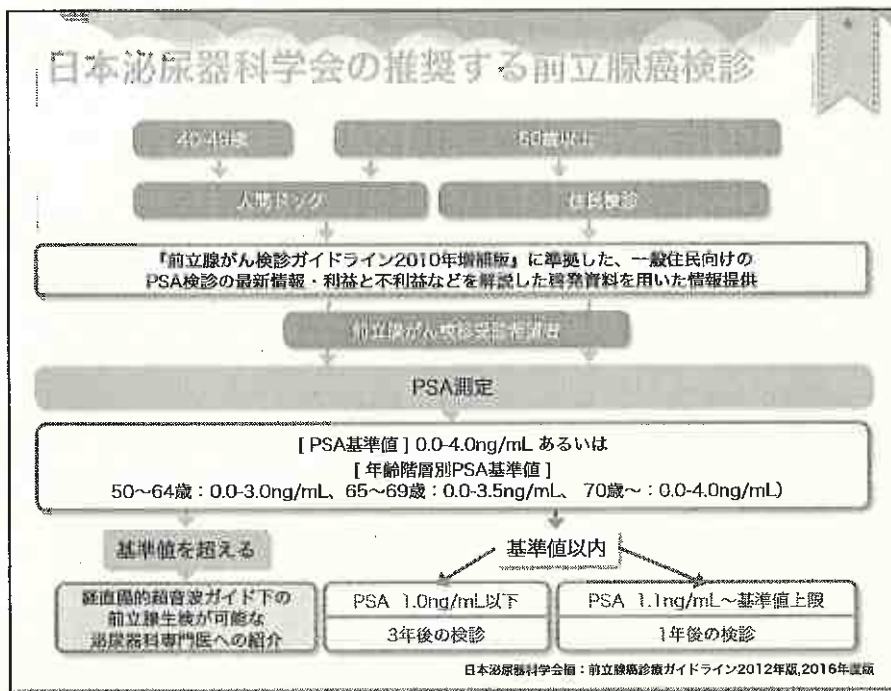 日本泌尿器科学会の推奨する前立腺癌検診
40-49歳
50歳以上
人間ドック
住民検診
『前立腺がん検診ガイドライン2010年増補版』に準拠した、一般住民向けの
PSA検診の最新情報・利益と不利益などを解説した啓発資料を用いた情報提供
前立腺がん検診受診希望者
PSA測定
[ PSA基準値 ] 0.0-4.0ng/mL あるいは
[ 年齢階層別PSA基準値 ]
50〜64歳：0.0-3.0ng/mL、65〜69歳：0.0-3.5ng/mL、 70歳〜：0.0-4.0ng/mL)
基準値を超える
基準値以内
経直腸的超音波ガイド下の
前立腺生検が可能な
泌尿器科専門医への紹介
PSA 1.0ng/mL以下
3年後の検診
PSA 1.1ng/mL〜基準値上限
1年後の検診
日本泌尿器科学会編：前立腺癌診療ガイドライン2012年版,2016年度版